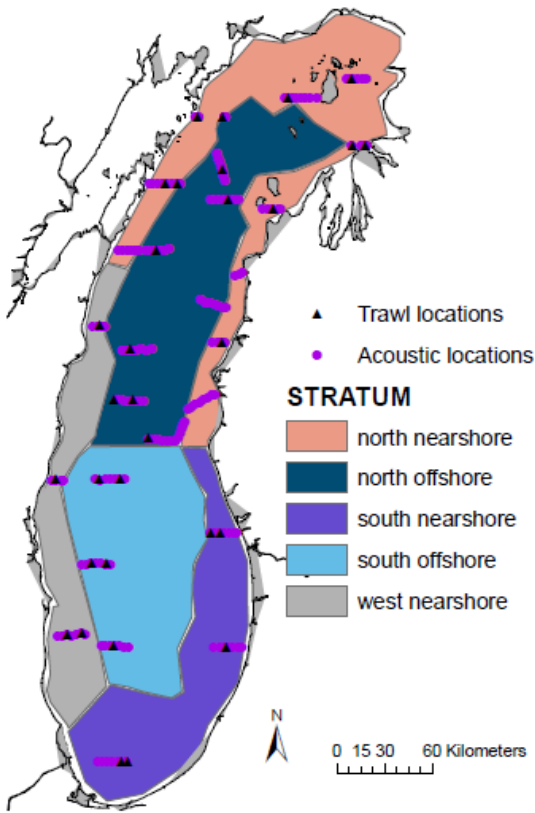 Trawl locations
Acoustic locations
STRATUM
north nearshore
north offshore
south nearshore
south offshore
west nearshore
N
0 15 30 60 Kilometers